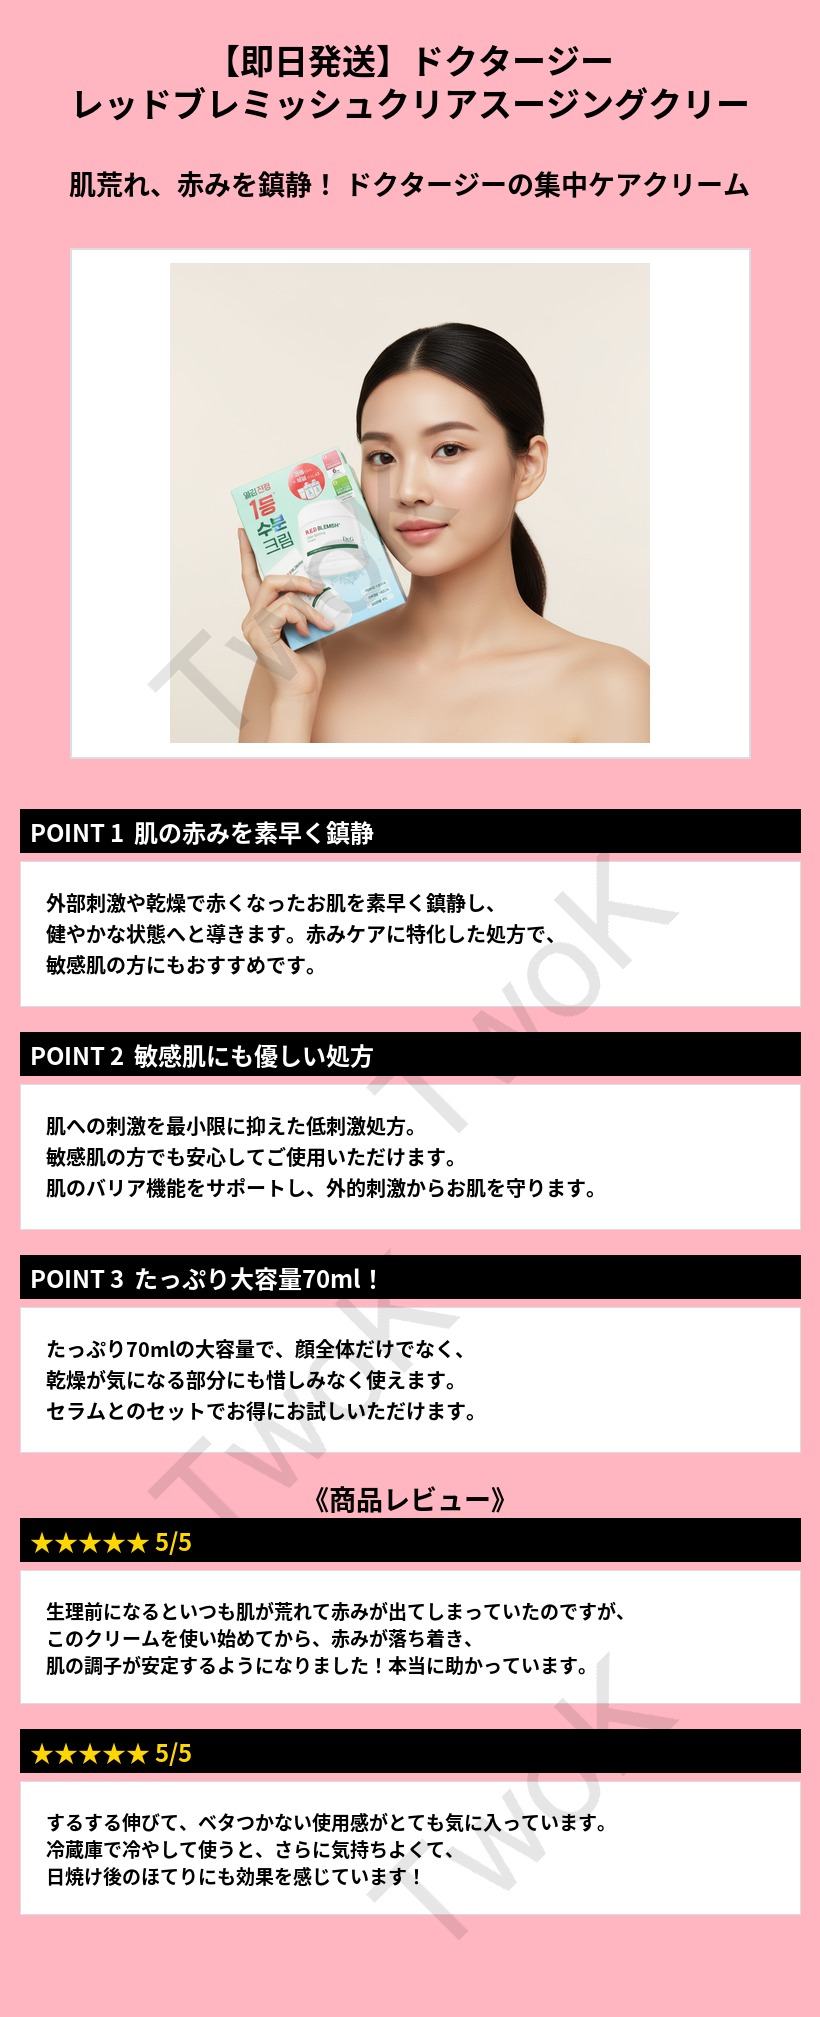 【即日発送】ドクタージー
レッドブレミッシュクリアスージングクリー
肌荒れ、赤みを鎮静！ ドクタージーの集中ケアクリーム
열감진정
1등
수분
크림
RED BLEMISH
Dr.G
TwoK
POINT 1 肌の赤みを素早く鎮静
外部刺激や乾燥で赤くなったお肌を素早く鎮静し、
健やかな状態へと導きます。赤みケアに特化した処方で、
敏感肌の方にもおすすめです。
TwoK
POINT 2 敏感肌にも優しい処方
肌への刺激を最小限に抑えた低刺激処方。
敏感肌の方でも安心してご使用いただけます。
肌のバリア機能をサポートし、外的刺激からお肌を守ります。
POINT 3 たっぷり大容量70ml！
たっぷり70mlの大容量で、顔全体だけでなく、
乾燥が気になる部分にも惜しみなく使えます。
セラムとのセットでお得にお試しいただけます。
TwoK
《商品レビュー》
★★★★★ 5/5
生理前になるといつも肌が荒れて赤みが出てしまっていたのですが、
このクリームを使い始めてから、赤みが落ち着き、
肌の調子が安定するようになりました！本当に助かっています。
★★★★★ 5/5
するする伸びて、ベタつかない使用感がとても気に入っています。
冷蔵庫で冷やして使うと、さらに気持ちよくて、
日焼け後のほてりにも効果を感じています！
TwoK